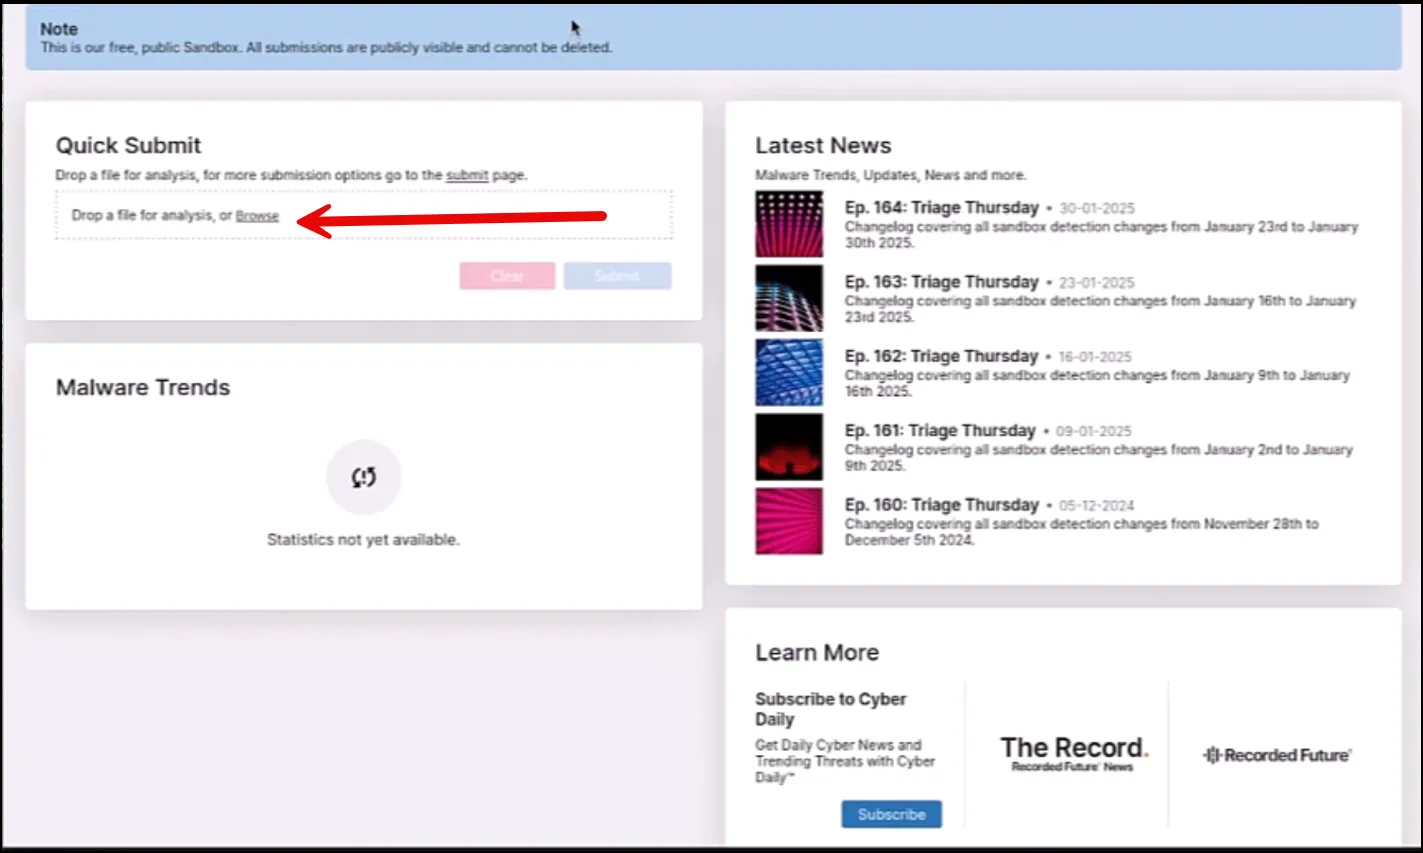 Note
This is our free, public Sandbox. All submissions are publicly visible and cannot be deleted.
Quick Submit
Drop a file for analysis, for more submission options go to the submit page.
Drop a file for analysis, or Browse
Clear
Submit
Malware Trends
Statistics not yet available.
Latest News
Malware Trends, Updates, News and more.
Ep. 164: Triage Thursday • 30-01-2025
Changelog covering all sandbox detection changes from January 23rd to January
30th 2025.
Ep. 163: Triage Thursday • 23-01-2025
Changelog covering all sandbox detection changes from January 16th to January
23rd 2025.
Ep. 162: Triage Thursday • 16-01-2025
Changelog covering all sandbox detection changes from January 9th to January
16th 2025.
Ep. 161: Triage Thursday • 09-01-2025
Changelog covering all sandbox detection changes from January 2nd to January
9th 2025.
Ep. 160: Triage Thursday • 05-12-2024
Changelog covering all sandbox detection changes from November 28th to
December 5th 2024.
Learn More
Subscribe to Cyber
Daily
Get Daily Cyber News and
Trending Threats with Cyber
Daily™
Subscribe
The Record.
Recorded Future® News
Recorded Future®